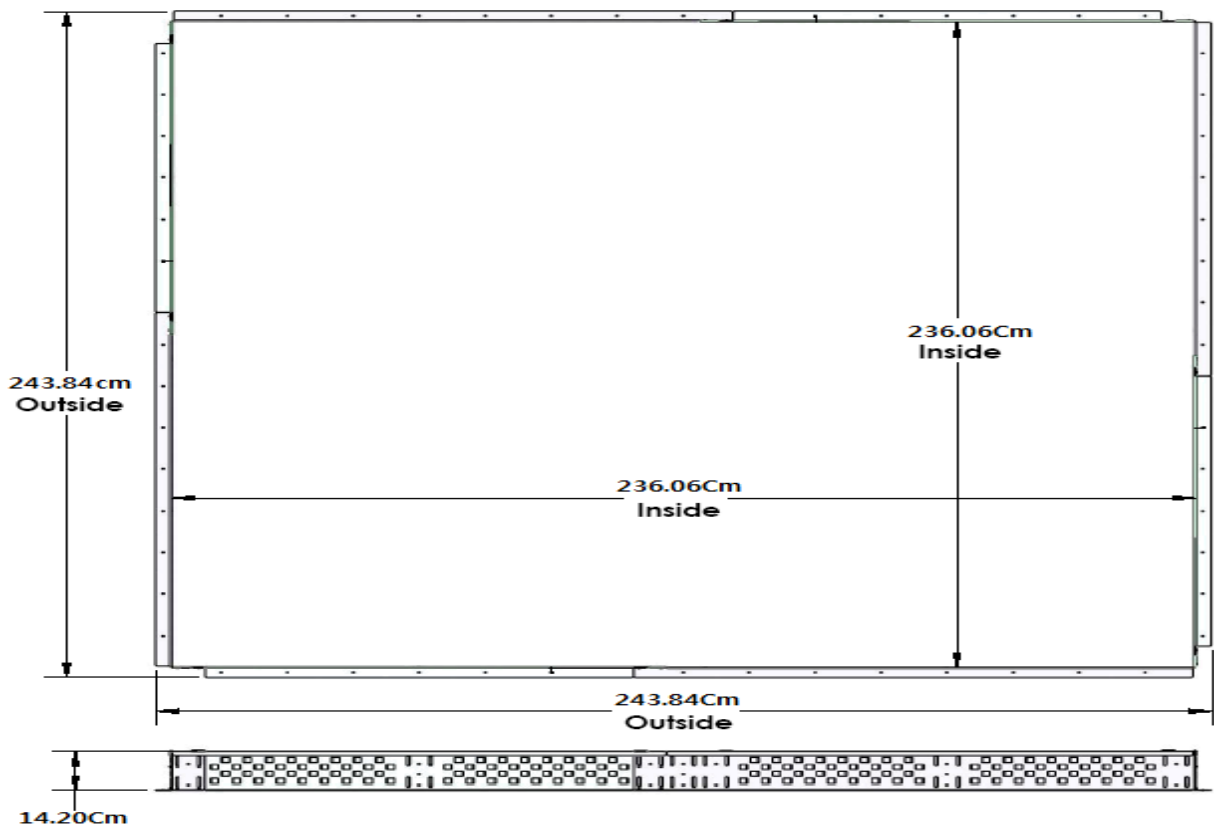 236.06Cm
Inside
243.84cm
Outside
236.06Cm
Inside
243.84Cm
Outside
14.20Cm